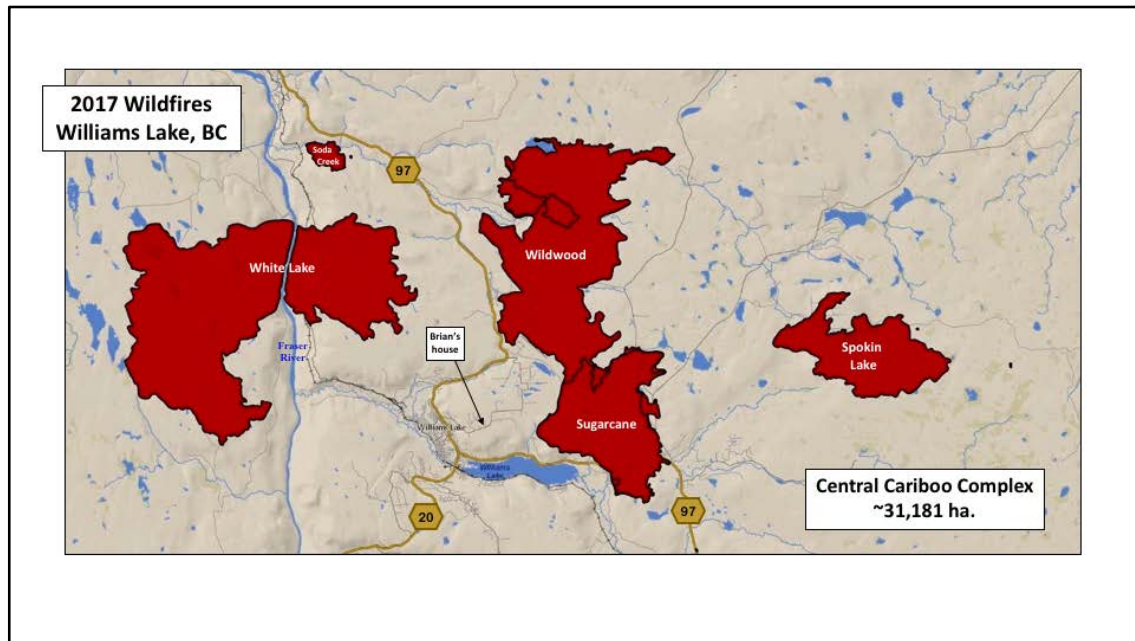 2017 Wildfires
Williams Lake, BC
Soda
Creek
97
Wildwood
White Lake
Fraser
River
Brian's
house
Spokin
Lake
Williams Lake
Sugarcane
Williams
Lake
Central Cariboo Complex
~31,181 ha.
20
97